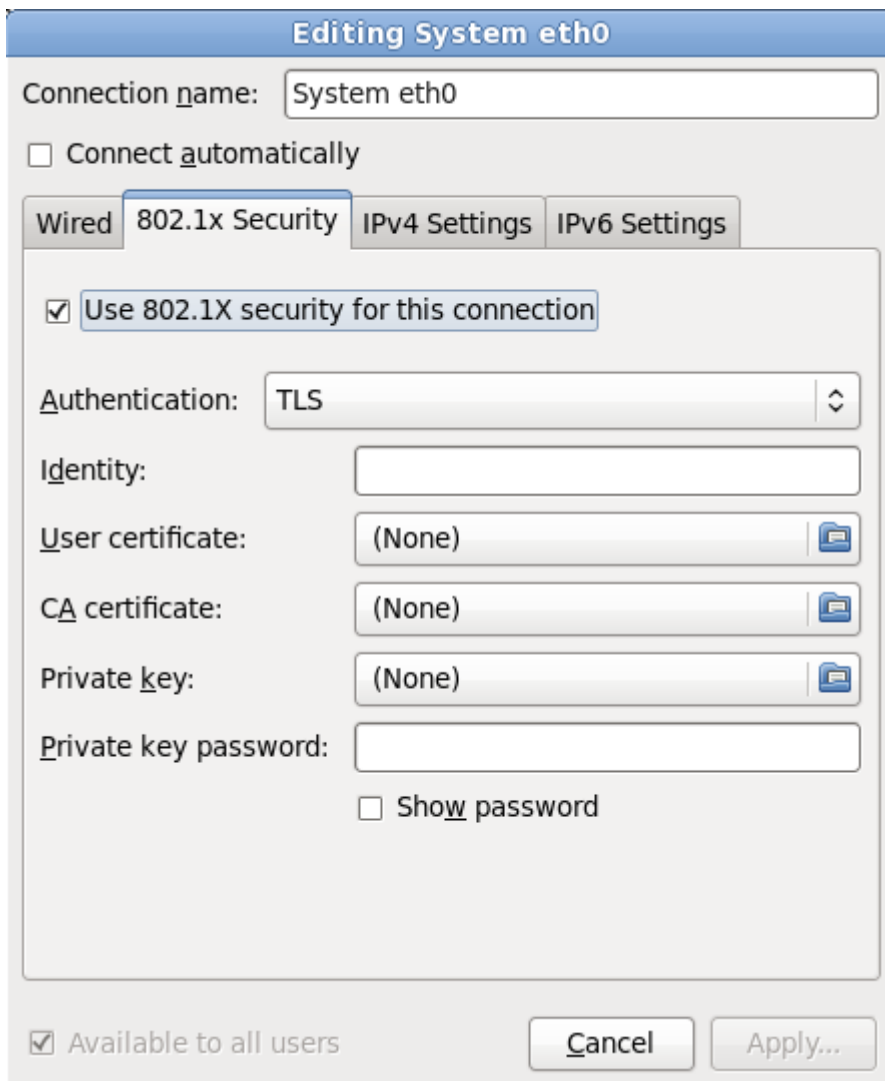 Editing System eth0
Connection name: System eth0
Connect automatically
Wired 802.1x Security IPv4 Settings IPv6 Settings
Use 802.1X security for this connection
Authentication: TLS
Identity:
User certificate: (None)
CA certificate: (None)
Private key: (None)
Private key password:
Show password
Available to all users Cancel Apply...